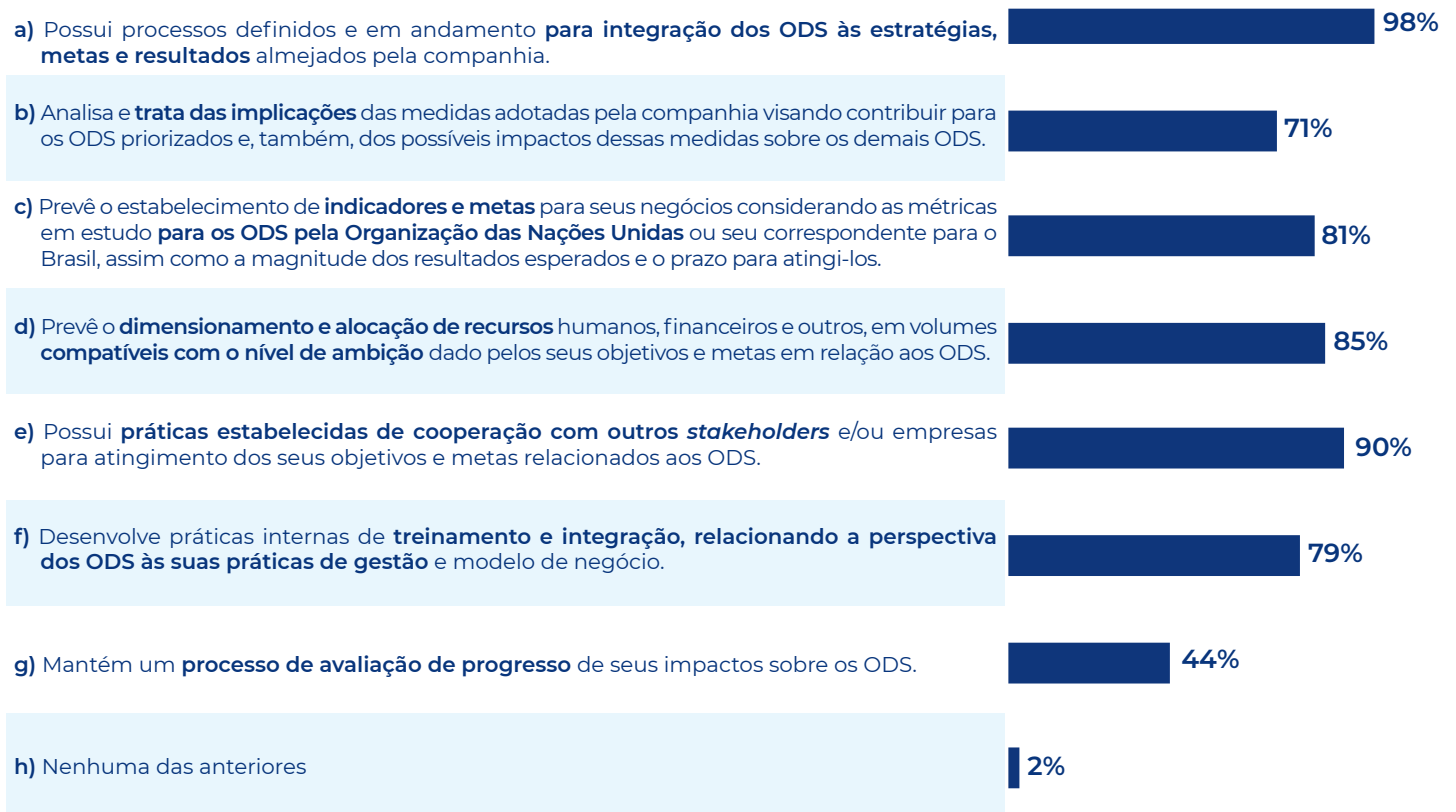 a) Possui processos definidos e em andamento para integração dos ODS às estratégias,
metas e resultados almejados pela companhia.
98%
b) Analisa e trata das implicações das medidas adotadas pela companhia visando contribuir para
os ODS priorizados e, também, dos possíveis impactos dessas medidas sobre os demais ODS.
71%
c) Prevê o estabelecimento de indicadores e metas para seus negócios considerando as métricas
em estudo para os ODS pela Organização das Nações Unidas ou seu correspondente para o
Brasil, assim como a magnitude dos resultados esperados e o prazo para atingi-los.
81%
d) Prevê o dimensionamento e alocação de recursos humanos, financeiros e outros, em volumes
compatíveis com o nível de ambição dado pelos seus objetivos e metas em relação aos ODS.
85%
e) Possui práticas estabelecidas de cooperação com outros stakeholders e/ou empresas
para atingimento dos seus objetivos e metas relacionados aos ODS.
90%
f) Desenvolve práticas internas de treinamento e integração, relacionando a perspectiva
dos ODS às suas práticas de gestão e modelo de negócio.
79%
g) Mantém um processo de avaliação de progresso de seus impactos sobre os ODS.
44%
h) Nenhuma das anteriores
2%